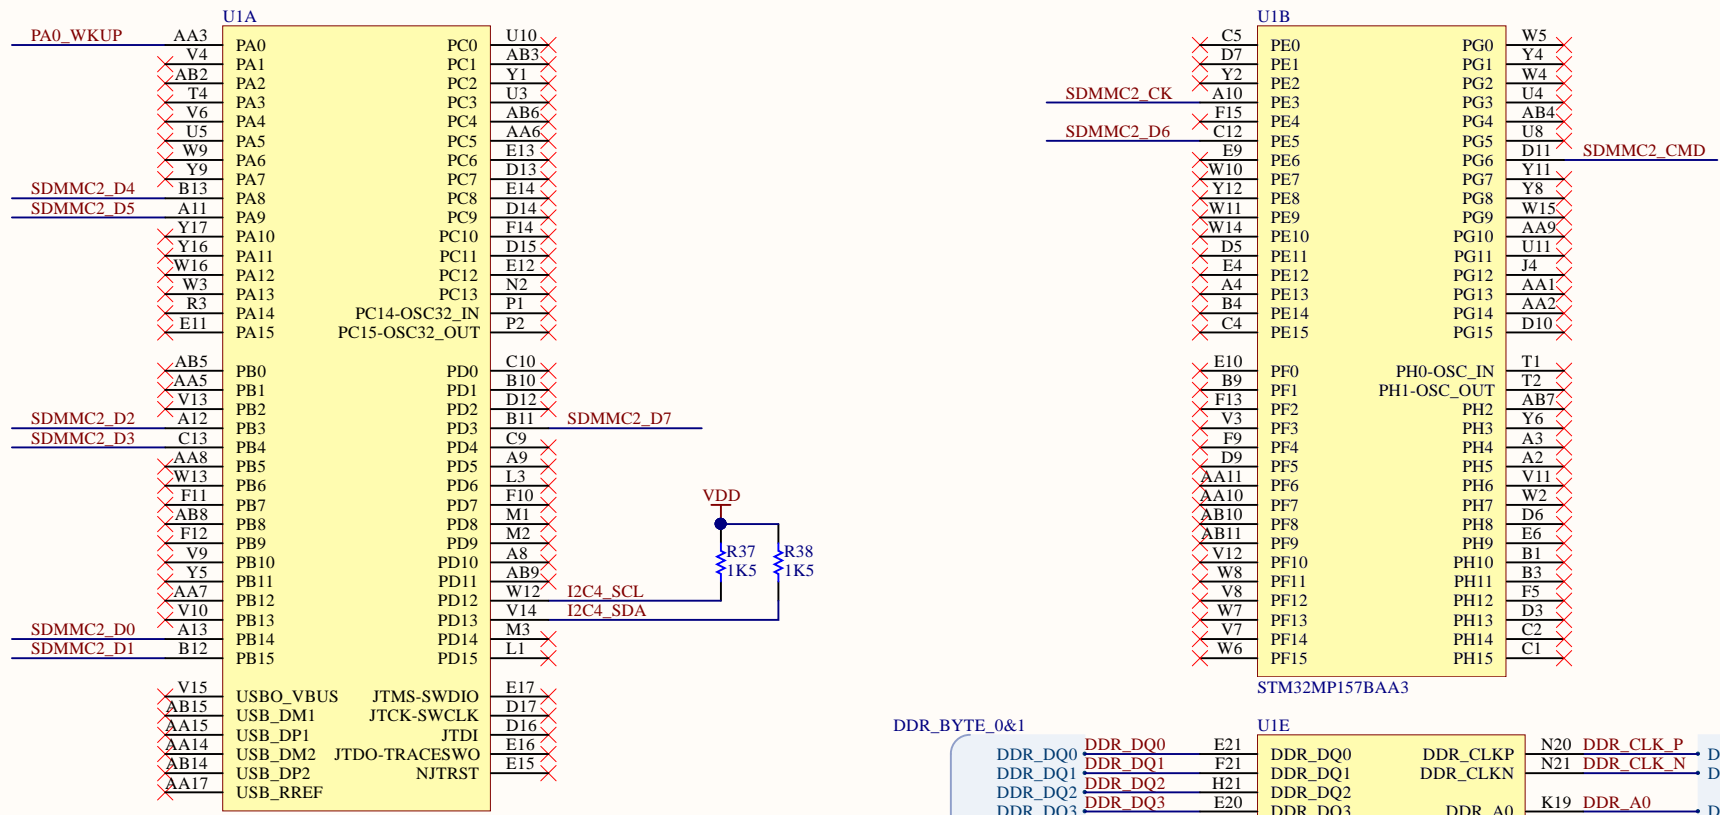 U1A
PA0_WKUP AA3 PA0 PC0 U10
V4 PA1 PC1 AB3
AB2 PA2 PC2 Y1
T4 PA3 PC3 U3
V6 PA4 PC4 AB6
U5 PA5 PC5 AA6
W9 PA6 PC6 E13
Y9 PA7 PC7 D13
SDMMC2_D4 B13 PA8 PC8 E14
SDMMC2_D5 A11 PA9 PC9 D14
Y17 PA10 PC10 F14
Y16 PA11 PC11 D15
W16 PA12 PC12 E12
W3 PA13 PC13 N2
R3 PA14 PC14-OSC32_IN P1
E11 PA15 PC15-OSC32_OUT P2
AB5 PB0 PD0 C10
AA5 PB1 PD1 B10
V13 PB2 PD2 D12
SDMMC2_D2 A12 PB3 PD3 B11 SDMMC2_D7
SDMMC2_D3 C13 PB4 PD4 C9
AA8 PB5 PD5 A9
W13 PB6 PD6 L3
F11 PB7 PD7 F10
AB8 PB8 PD8 M1
F12 PB9 PD9 M2
V9 PB10 PD10 A8
Y5 PB11 PD11 AB9
AA7 PB12 PD12 W12 I2C4_SCL
V10 PB13 PD13 V14 I2C4_SDA
SDMMC2_D0 A13 PB14 PD14 M3
SDMMC2_D1 B12 PB15 PD15 L1
V15 USBO_VBUS JTMS-SWDIO E17
AB15 USB_DM1 JTCK-SWCLK D17
AA15 USB_DP1 JTDI D16
AA14 USB_DM2 JTDO-TRACESWO E16
AB14 USB_DP2 NJTRST E15
AA17 USB_RREF
VDD
R37 R38
1K5 1K5
U1B
C5 PE0 PG0 W5
D7 PE1 PG1 Y4
Y2 PE2 PG2 W4
SDMMC2_CK A10 PE3 PG3 U4
F15 PE4 PG4 AB4
SDMMC2_D6 C12 PE5 PG5 U8
E9 PE6 PG6 D11 SDMMC2_CMD
W10 PE7 PG7 Y11
Y12 PE8 PG8 Y8
W11 PE9 PG9 W15
W14 PE10 PG10 AA9
D5 PE11 PG11 U11
E4 PE12 PG12 J4
A4 PE13 PG13 AA1
B4 PE14 PG14 AA2
C4 PE15 PG15 D10
E10 PF0 PH0-OSC_IN T1
B9 PF1 PH1-OSC_OUT T2
F13 PF2 PH2 AB7
V3 PF3 PH3 Y6
F9 PF4 PH4 A3
D9 PF5 PH5 A2
AA11 PF6 PH6 V11
AA10 PF7 PH7 W2
AB10 PF8 PH8 D6
AB11 PF9 PH9 E6
V12 PF10 PH10 B1
W8 PF11 PH11 B3
V8 PF12 PH12 F5
W7 PF13 PH13 D3
V7 PF14 PH14 C2
W6 PF15 PH15 C1
STM32MP157BAA3
DDR_BYTE_0&1 U1E
DDR_DQ0 DDR_DQ0 E21 DDR_DQ0 DDR_CLKP N20 DDR_CLK_P D
DDR_DQ1 DDR_DQ1 F21 DDR_DQ1 DDR_CLKN N21 DDR_CLK_N D
DDR_DQ2 DDR_DQ2 H21 DDR_DQ2
DDR_DQ3 DDR_DQ3 E20 DDR_DQ3 DDR_A0 K19 DDR_A0 D